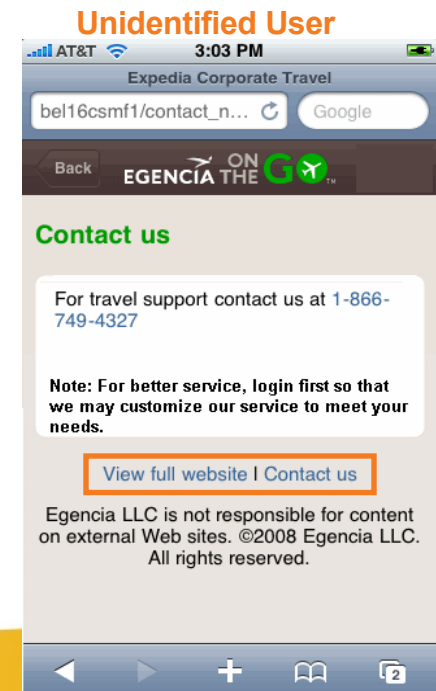 Unidentified User
AT&T 3:03 PM
Expedia Corporate Travel
bel16csmf1/contact_n... Google
Back EGENCIA ON THE GO TM
Contact us
For travel support contact us at 1-866-
749-4327
Note: For better service, login first so that
we may customize our service to meet your
needs.
View full website | Contact us
Egencia LLC is not responsible for content
on external Web sites. ©2008 Egencia LLC.
All rights reserved.
2